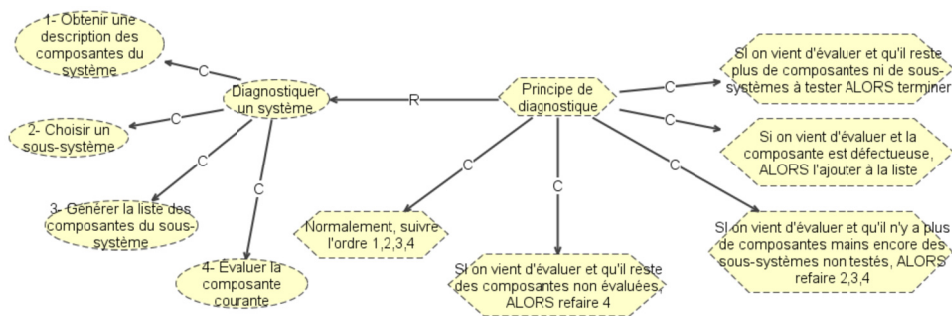 1- Obtenir une
description des
composantes du
système
C
2- Choisir un
sous-système
C
3- Générer la liste des
composantes du sous-
système
C
4- Évaluer la
composante
courante
C
Diagnostiquer
un système
R
Principe de
diagnostique
C
Normalement, suivre
l'ordre 1,2,3,4
C
SI on vient d'évaluer et qu'il reste
des composantes non évaluées,
ALORS refaire 4
C
SI on vient d'évaluer et qu'il n'y a plus
de composantes mains encore des
sous-systèmes non testés, ALORS
refaire 2,3,4
C
Si on vient d'évaluer et la
composante est défectueuse,
ALORS l'ajouter à la liste
C
SI on vient d'évaluer et qu'il reste
plus de composantes ni de sous-
systèmes à tester ALORS terminer